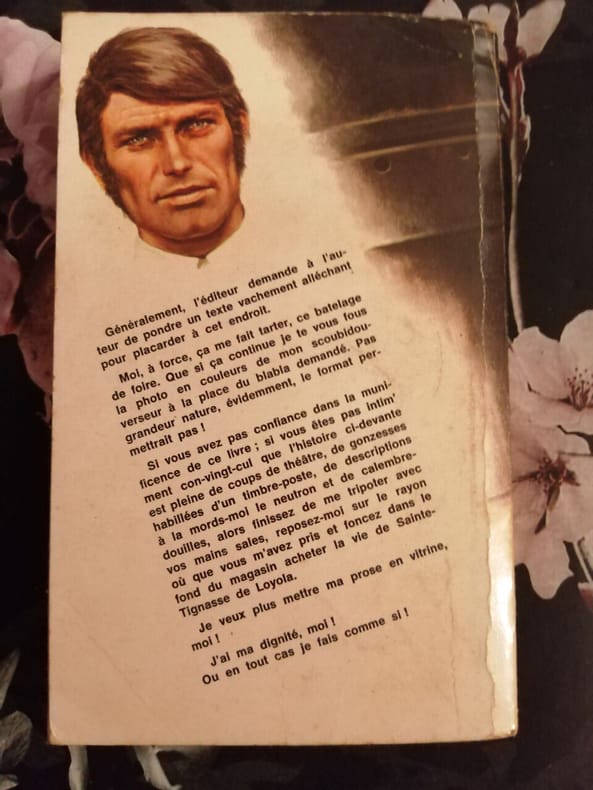 Généralement, l'éditeur demande à l'au-
teur de pondre un texte vachement alléchant
pour placarder à cet endroit.
Moi, à force, ça me fait tarter, ce batelage
de foire. Que si ça continue je te vous fous
la photo en couleurs de mon scoubidou-
verseur à la place du blabla demandé. Pas
grandeur nature, évidemment, le format per-
mettrait pas !
Si vous avez pas confiance dans la muni-
ficence de ce livre ; si vous êtes pas intim'
ment con-vingt-cul que l'histoire ci-devante
est pleine de coups de théâtre, de gonzesses
habillées d'un timbre-poste, de descriptions
à la mords-moi le neutron et de calembre-
douilles, alors finissez de me tripoter avec
vos mains sales, reposez-moi sur le rayon
où que vous m'avez pris et foncez dans le
fond du magasin acheter la vie de Sainte-
Tignasse de Loyola.
Je veux plus mettre ma prose en vitrine,
moi !
J'ai ma dignité, moi !
Ou en tout cas je fais comme si !